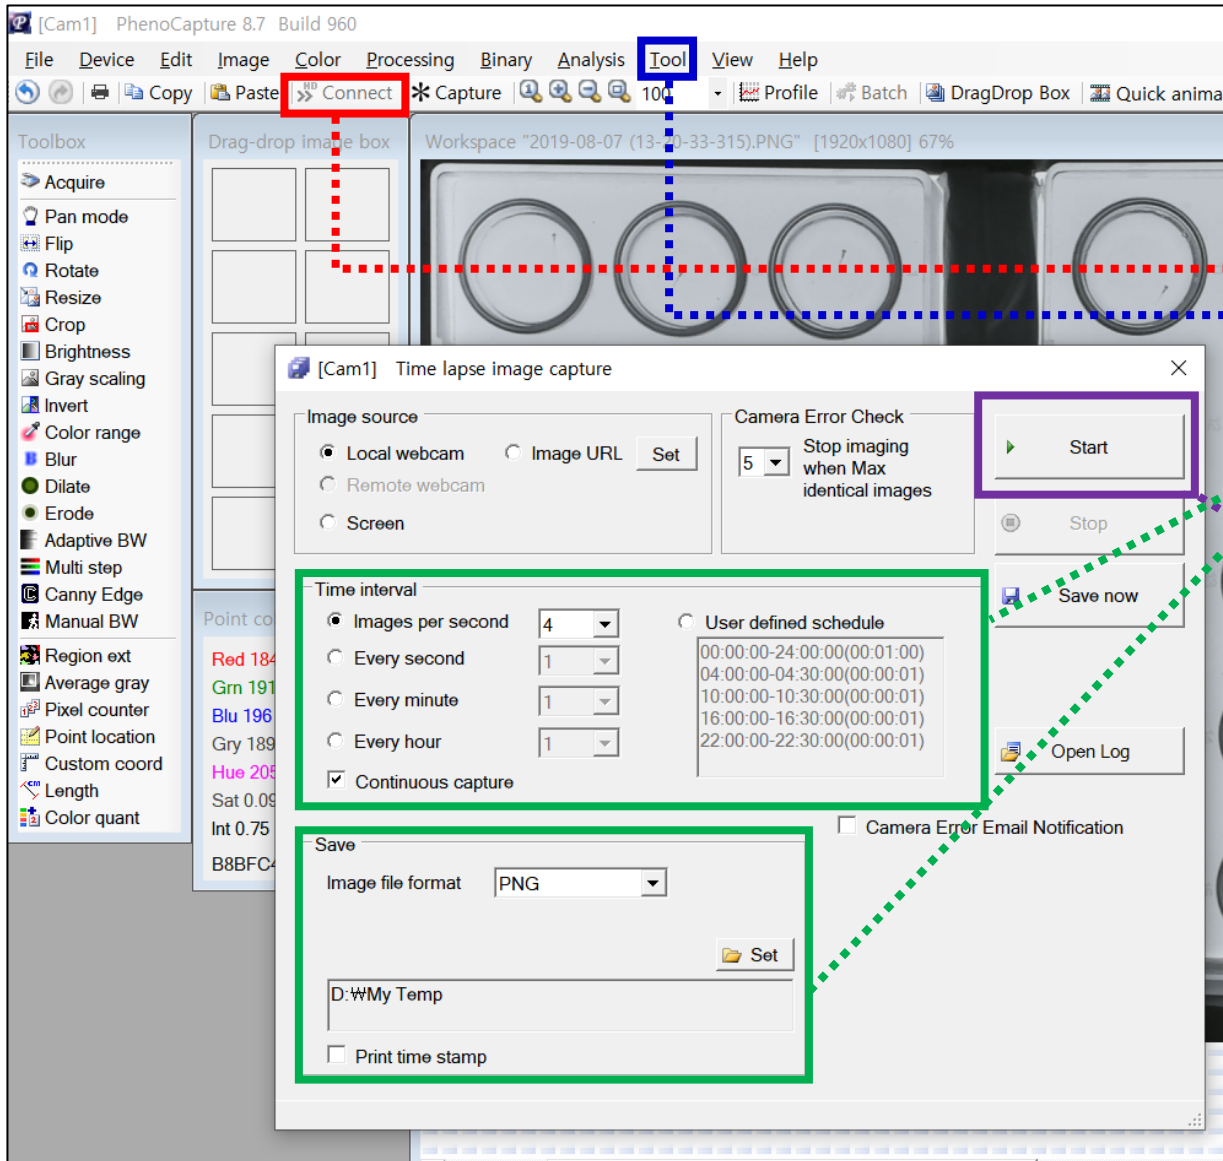 [Cam1] PhenoCapture 8.7 Build 960
File Device Edit Image Color Processing Binary Analysis Tool View Help
Copy Paste HD Connect Capture 100 Profile Batch DragDrop Box Quick anima
Toolbox
Acquire
Pan mode
Flip
Rotate
Resize
Crop
Brightness
Gray scaling
Invert
Color range
Blur
Dilate
Erode
Adaptive BW
Multi step
Canny Edge
Manual BW
Region ext
Average gray
Pixel counter
Point location
Custom coord
Length
Color quant
Drag-drop image box
Point co
Red 184
Grn 191
Blu 196
Gry 189
Hue 205
Sat 0.09
Int 0.75
B8BFC4
Workspace "2019-08-07 (13-20-33-315).PNG" [1920x1080] 67%
[Cam1] Time lapse image capture
Image source
Local webcam Image URL Set
Remote webcam
Screen
Camera Error Check
5 Stop imaging
when Max
identical images
Start
Stop
Save now
Open Log
Time interval
Images per second 4
Every second 1
Every minute 1
Every hour 1
Continuous capture
User defined schedule
00:00:00-24:00:00(00:01:00)
04:00:00-04:30:00(00:00:01)
10:00:00-10:30:00(00:00:01)
16:00:00-16:30:00(00:00:01)
22:00:00-22:30:00(00:00:01)
Camera Error Email Notification
Save
Image file format PNG
Set
D:₩My Temp
Print time stamp